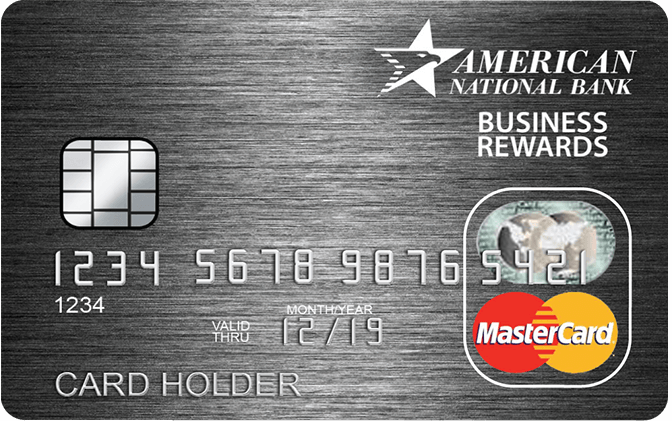 AMERICAN
NATIONAL BANK
BUSINESS
REWARDS
1234 5678 9876 5421
1234
MONTH/YEAR
VALID
THRU
12/19
MasterCard
CARD HOLDER